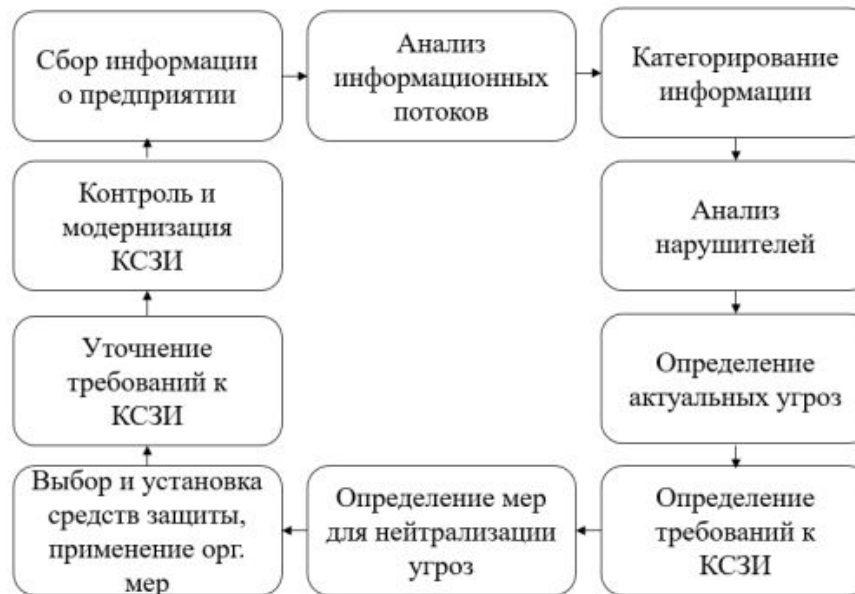 Сбор информации
о предприятии
Анализ
информационных
потоков
Категорирование
информации
Анализ
нарушителей
Определение
актуальных угроз
Определение
требований к
КСЗИ
Определение мер
для нейтрализации
угроз
Выбор и установка
средств защиты,
применение орг.
мер
Уточнение
требований к
КСЗИ
Контроль и
модернизация
КСЗИ